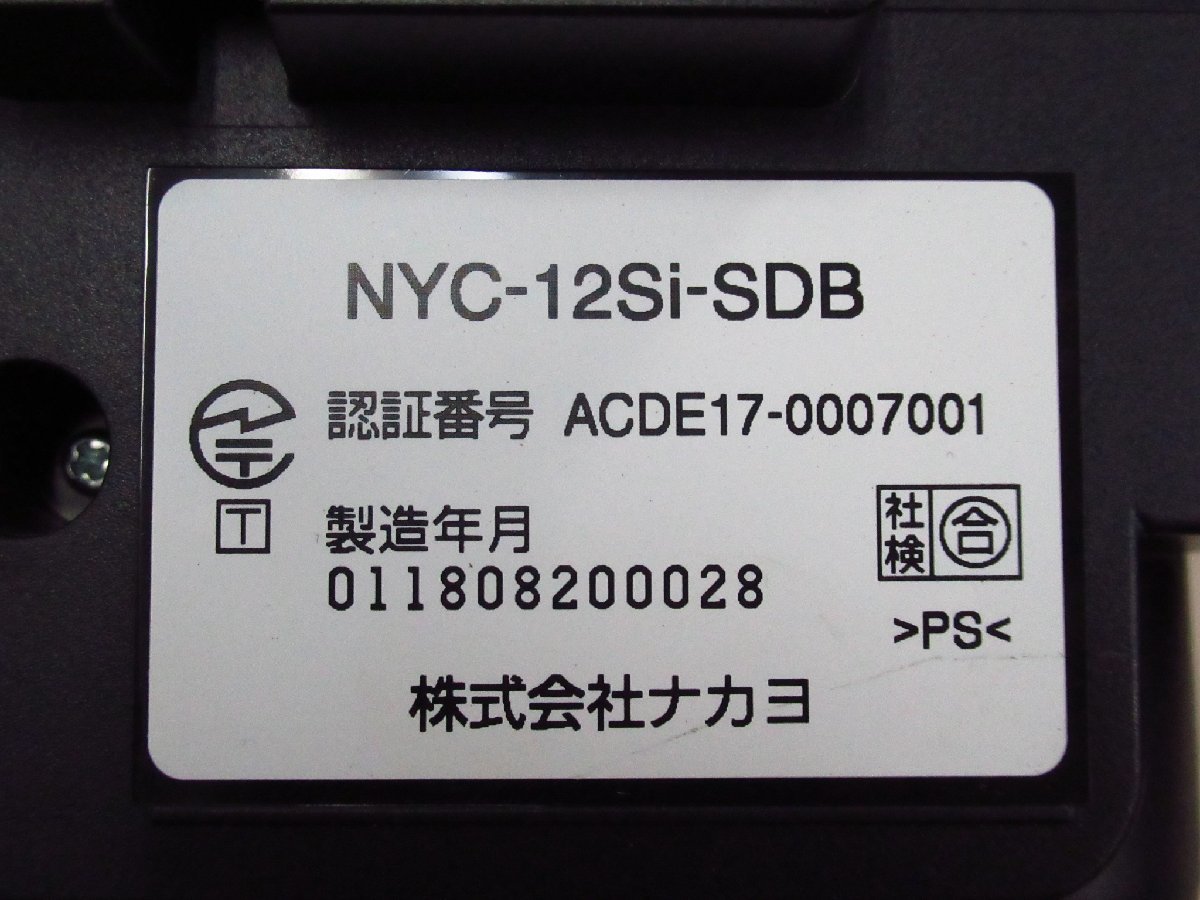 NYC-12Si-SDB
認証番号 ACDE17-0007001
T
製造年月
011808200028
社検 合
>PS<
株式会社ナカヨ